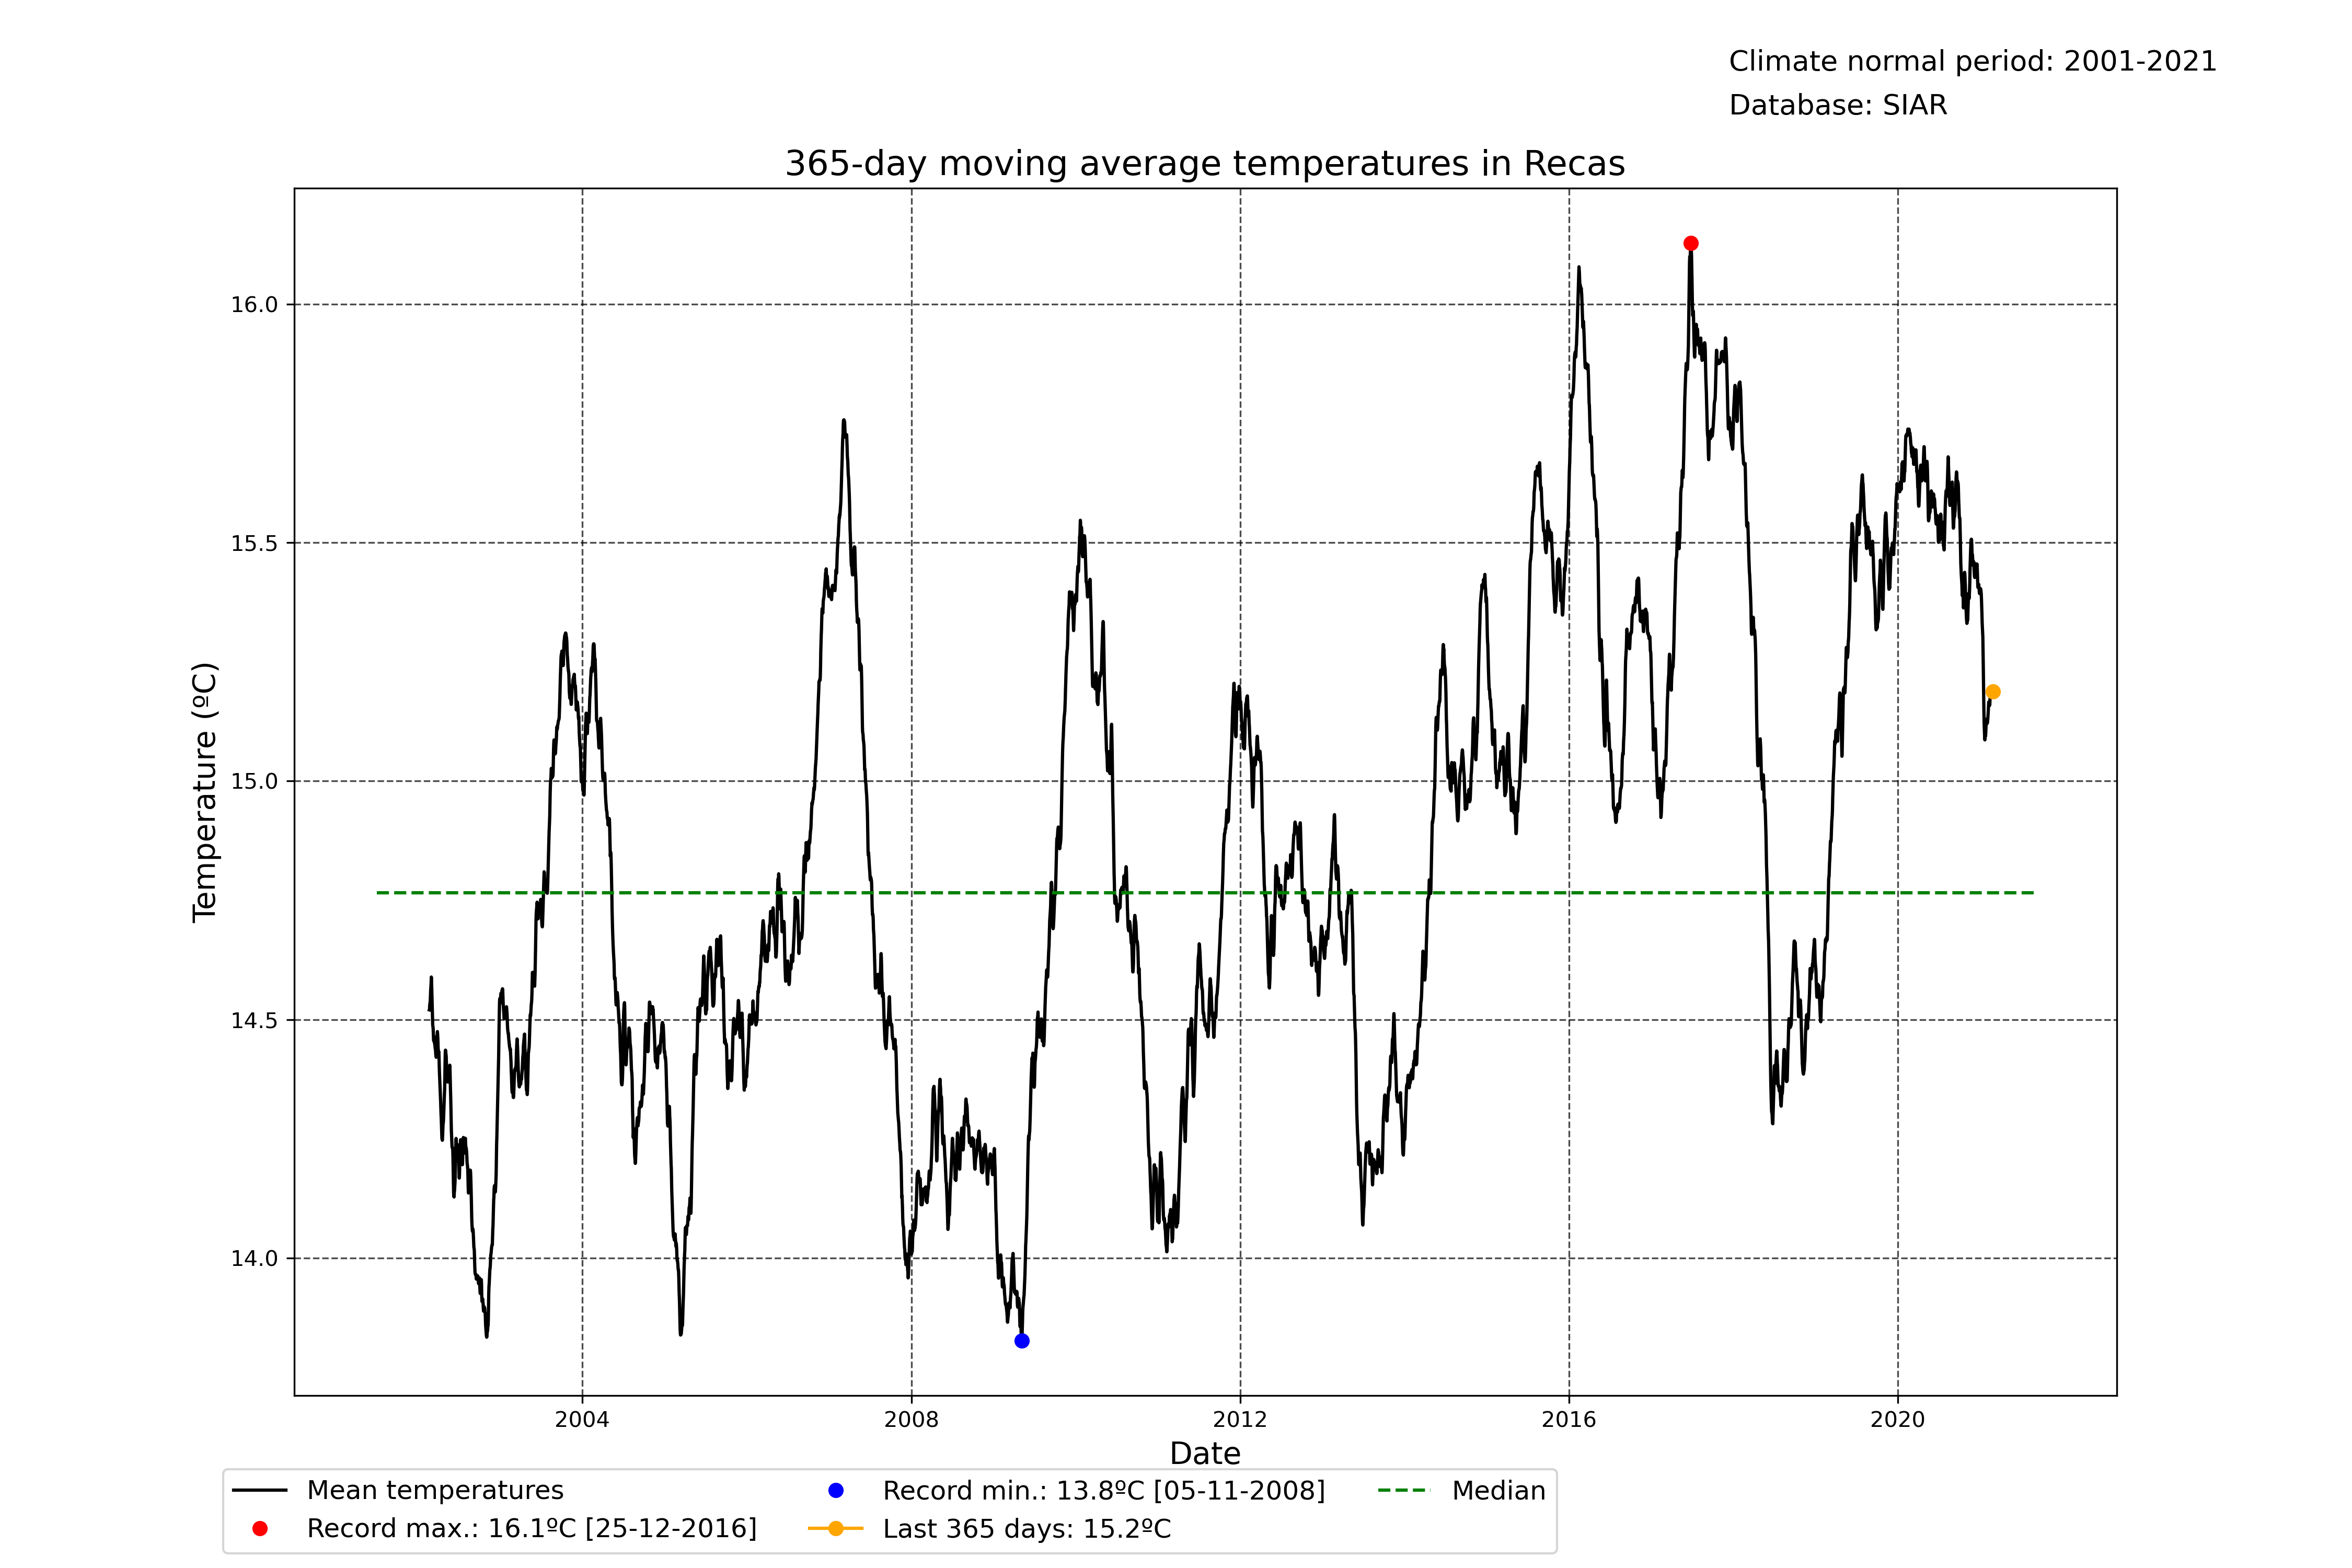 Climate normal period: 2001-2021
Database: SIAR
365-day moving average temperatures in Recas
Temperature (ºC)
16.0
15.5
15.0
14.5
14.0
2004
2008
2012
2016
2020
Date
Mean temperatures
Record max.: 16.1ºC [25-12-2016]
Record min.: 13.8ºC [05-11-2008]
Last 365 days: 15.2ºC
Median